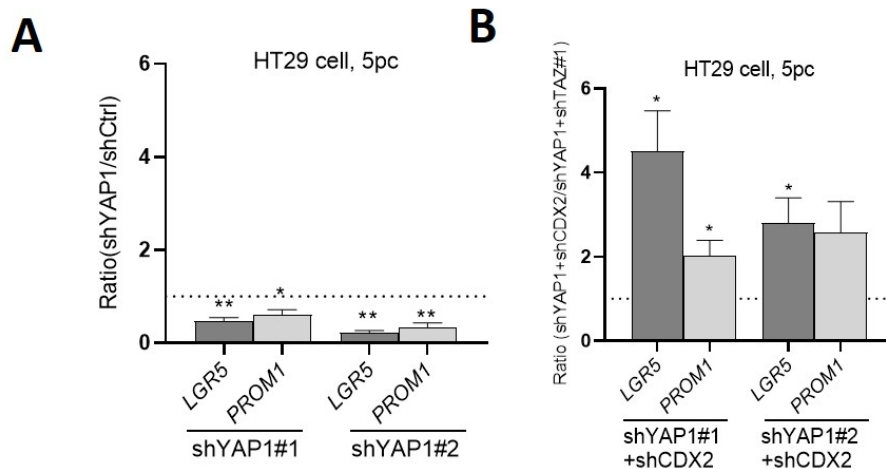 A
HT29 cell, 5pc
Ratio(shYAP1/shCtrl)
6
4
2
0
** * ** **
LGR5 PROM1 LGR5 PROM1
shYAP1#1 shYAP1#2
B
HT29 cell, 5pc
Ratio (shYAP1+shCDX2/shYAP1+shTAZ#1)
6
4
2
0
* * *
LGR5 PROM1 LGR5 PROM1
shYAP1#1 shYAP1#2
+shCDX2 +shCDX2